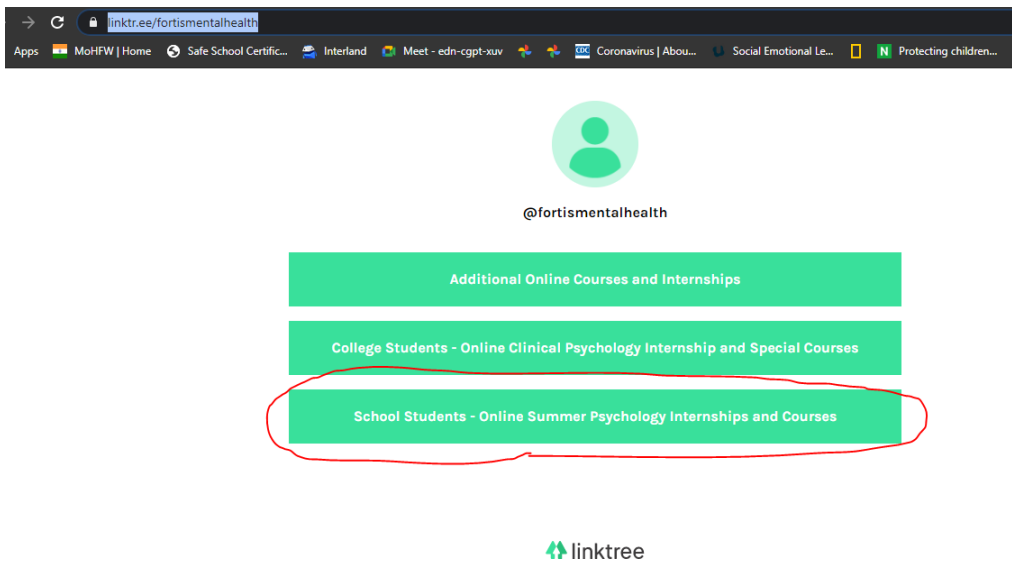 linktr.ee/fortismentalhealth
Apps MoHFW | Home Safe School Certific... Interland Meet - edn-cgpt-xuv CDC Coronavirus | Abou... Social Emotional Le... N Protecting children...
@fortismentalhealth
Additional Online Courses and Internships
College Students - Online Clinical Psychology Internship and Special Courses
School Students - Online Summer Psychology Internships and Courses
linktree